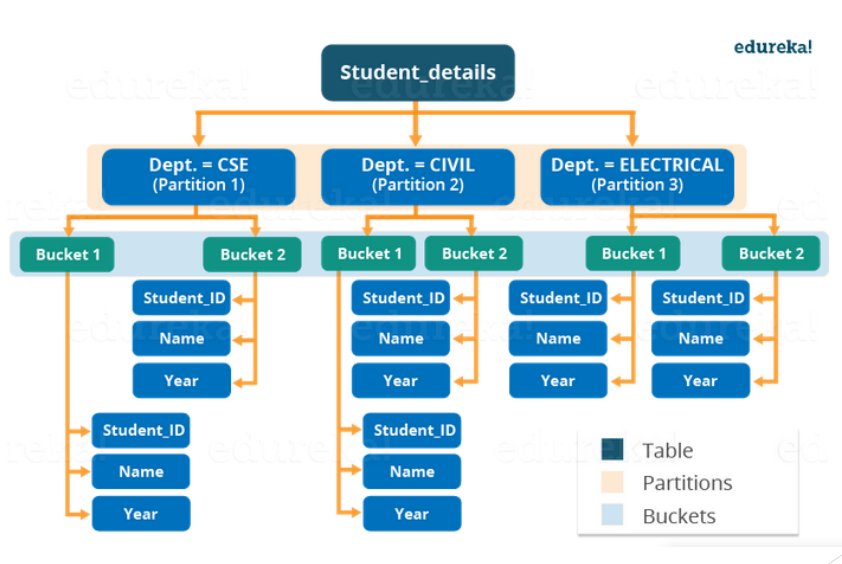 edureka!
Student_details
Dept. = CSE
(Partition 1)
Dept. = CIVIL
(Partition 2)
Dept. = ELECTRICAL
(Partition 3)
Bucket 1
Bucket 2
Bucket 1
Bucket 2
Bucket 1
Bucket 2
Student_ID
Student_ID
Student_ID
Student_ID
Name
Name
Name
Name
Year
Year
Year
Year
Student_ID
Student_ID
Name
Name
Year
Year
Table
Partitions
Buckets